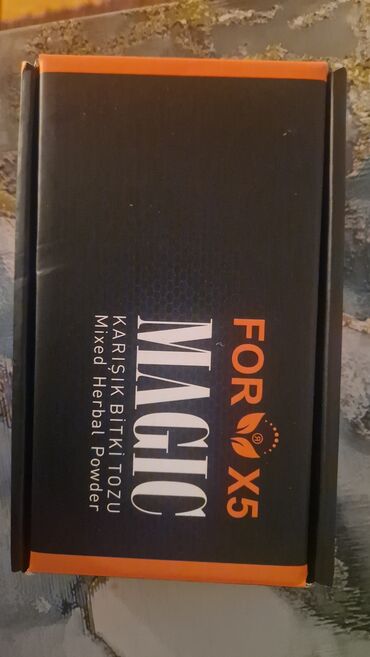 FOR X5
®
MAGIC
KARIŞIK BİTKİ TOZU
Mixed Herbal Powder